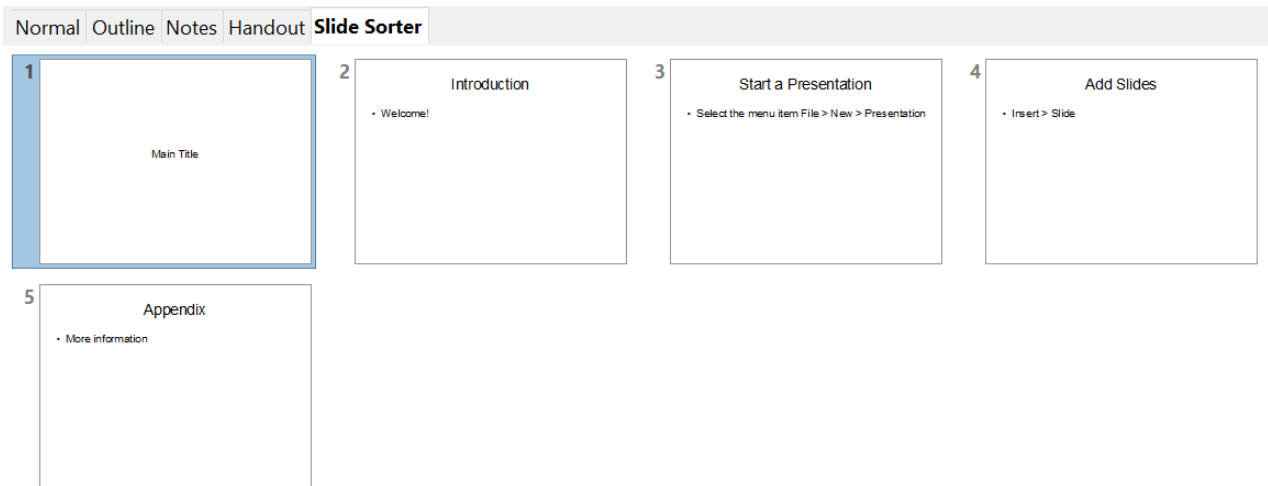 Normal Outline Notes Handout Slide Sorter
1
Main Title
2
Introduction
• Welcome!
3
Start a Presentation
• Select the menu item File > New > Presentation
4
Add Slides
• Insert > Slide
5
Appendix
• More information